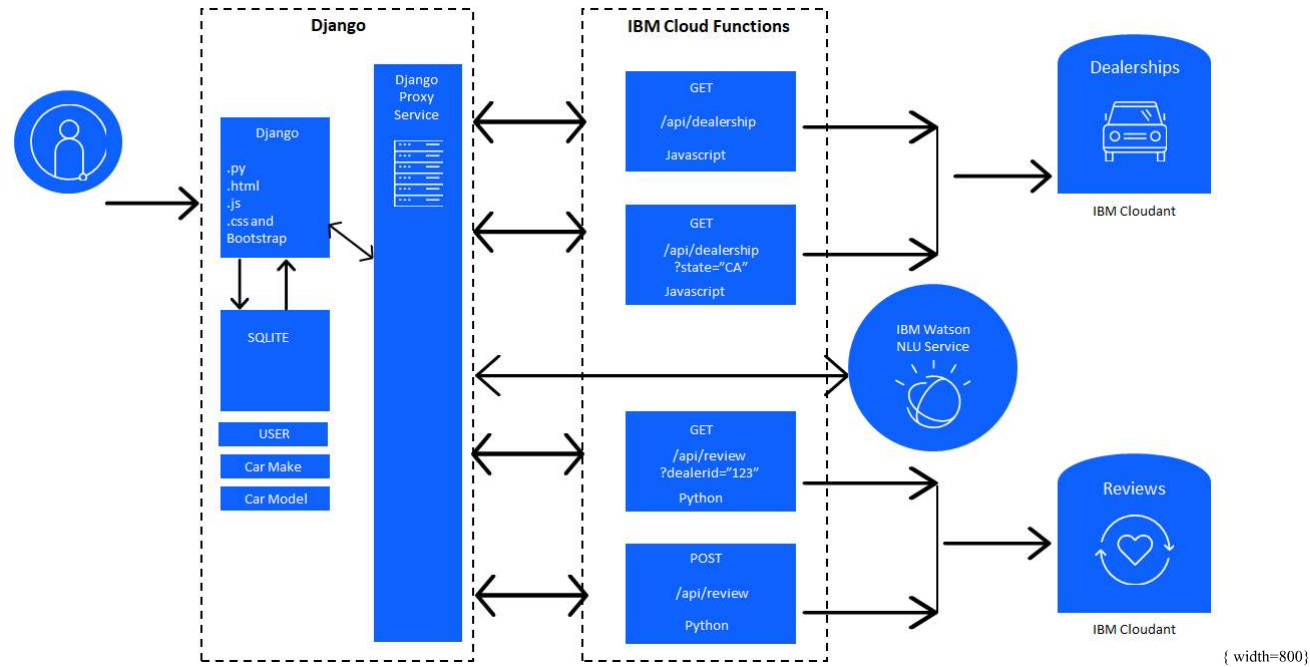 Django
Django
.py
.html
.js
.css and
Bootstrap
SQLITE
USER
Car Make
Car Model
Django
Proxy
Service
IBM Cloud Functions
GET
/api/dealership
Javascript
GET
/api/dealership
?state="CA"
Javascript
GET
/api/review
?dealerid="123"
Python
POST
/api/review
Python
Dealerships
IBM Cloudant
IBM Watson
NLU Service
Reviews
IBM Cloudant
{ width=800}